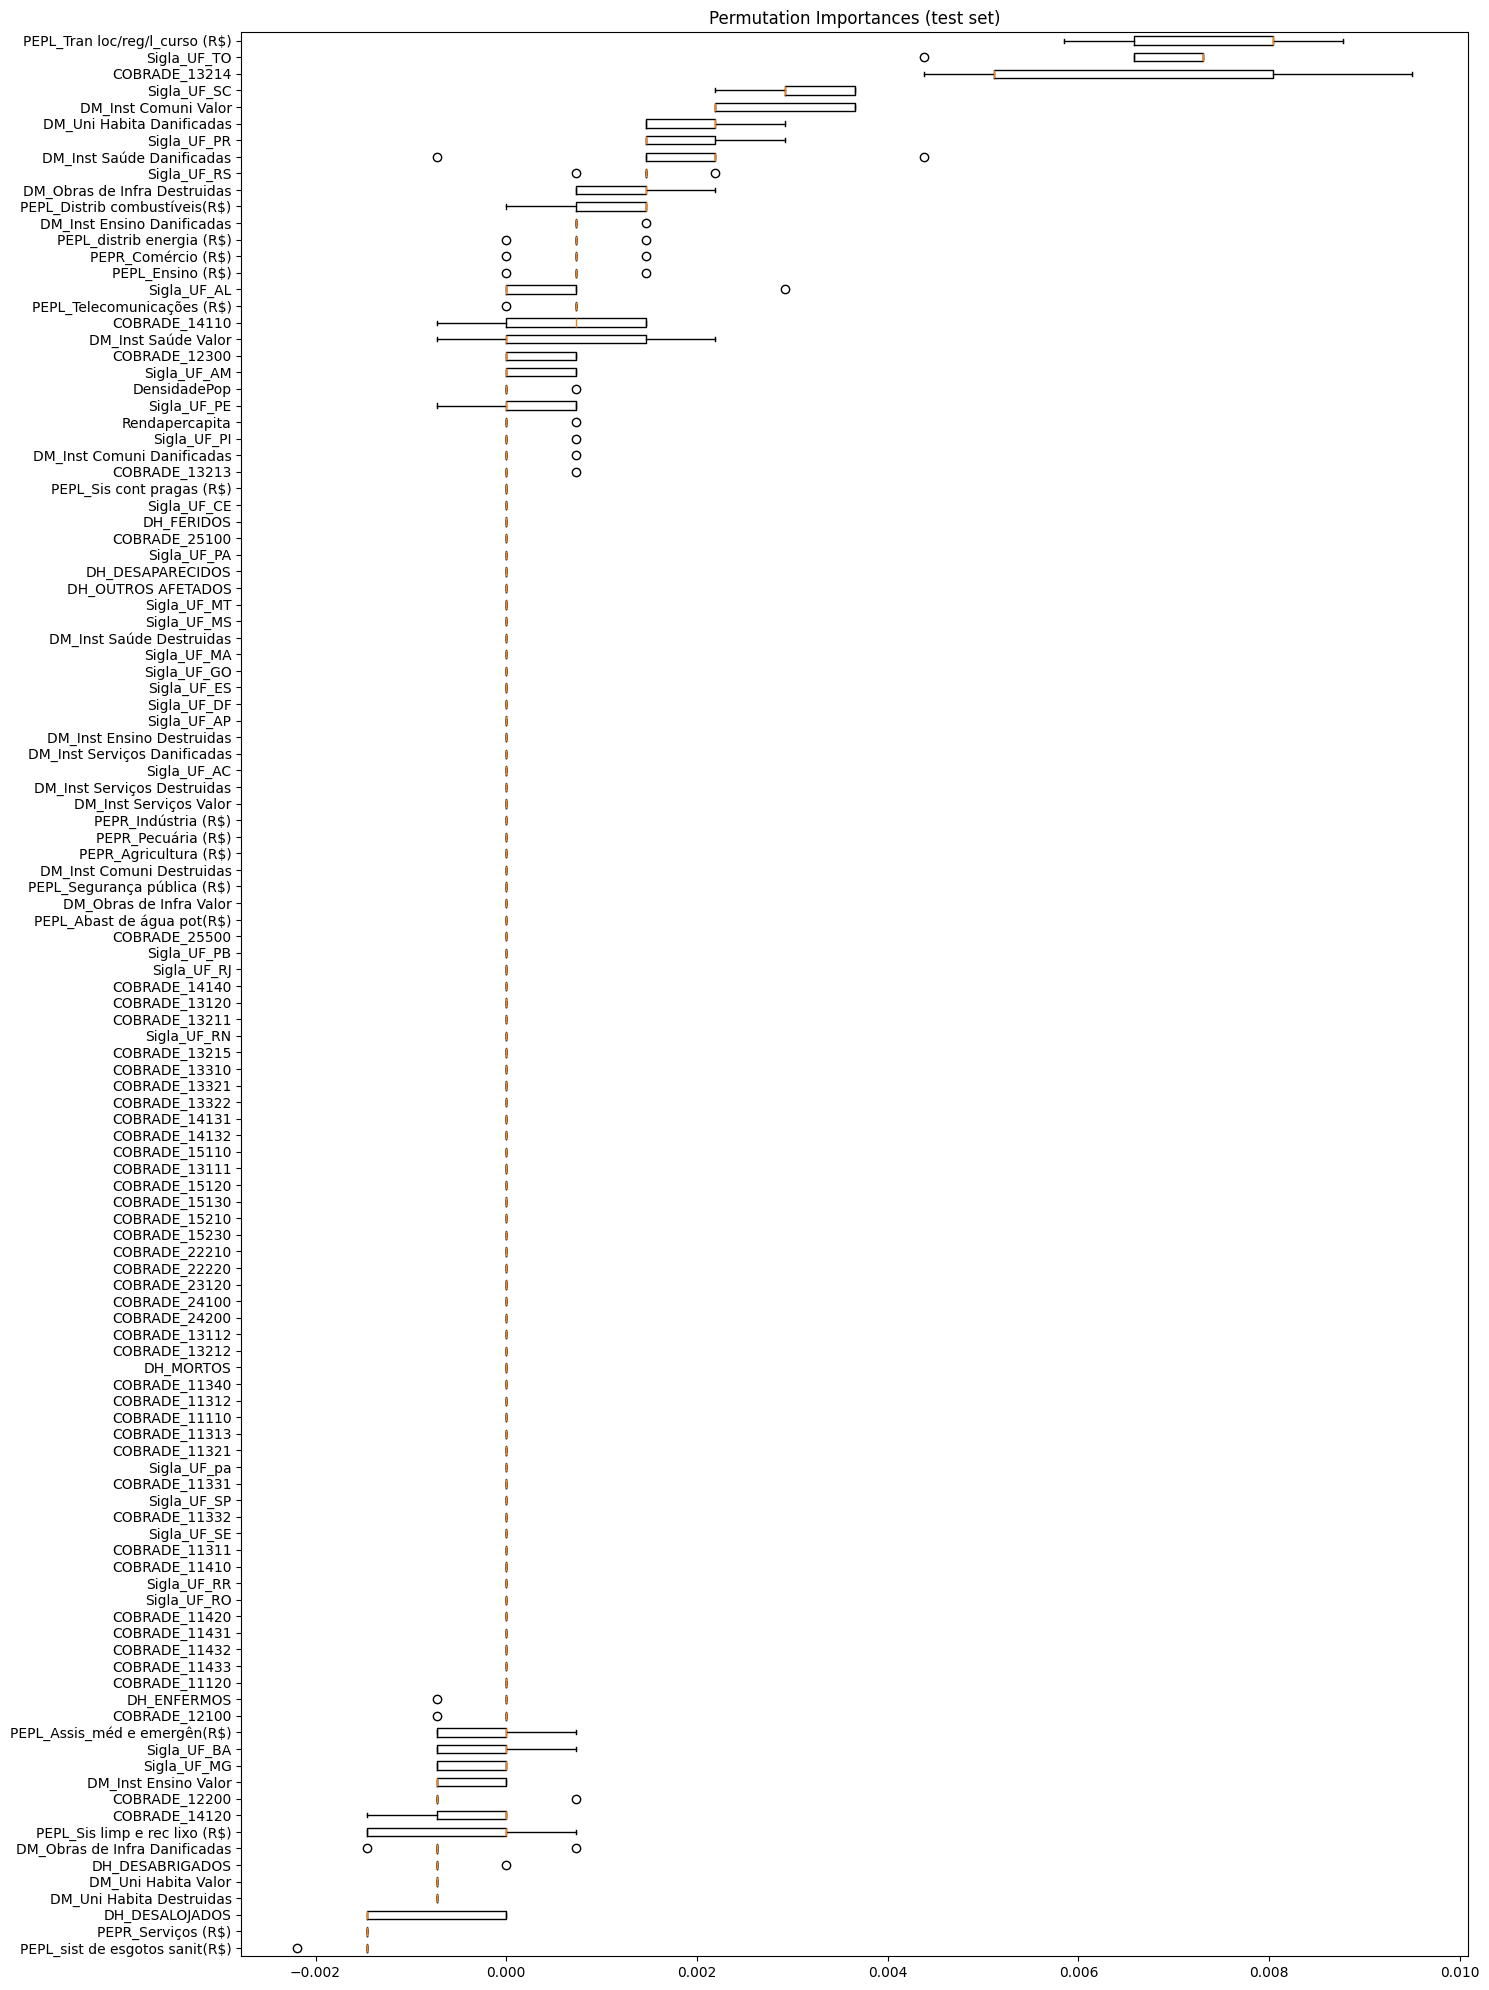 Permutation Importances (test set)
PEPL_Tran loc/reg/l_curso (R$)
Sigla_UF_TO
COBRADE_13214
Sigla_UF_SC
DM_Inst Comuni Valor
DM_Uni Habita Danificadas
Sigla_UF_PR
DM_Inst Saúde Danificadas
Sigla_UF_RS
DM_Obras de Infra Destruidas
PEPL_Distrib combustíveis(R$)
DM_Inst Ensino Danificadas
PEPL_distrib energia (R$)
PEPR_Comércio (R$)
PEPL_Ensino (R$)
Sigla_UF_AL
PEPL_Telecomunicações (R$)
COBRADE_14110
DM_Inst Saúde Valor
COBRADE_12300
Sigla_UF_AM
DensidadePop
Sigla_UF_PE
Rendapercapita
Sigla_UF_PI
DM_Inst Comuni Danificadas
COBRADE_13213
PEPL_Sis cont pragas (R$)
Sigla_UF_CE
DH_FERIDOS
COBRADE_25100
Sigla_UF_PA
DH_DESAPARECIDOS
DH_OUTROS AFETADOS
Sigla_UF_MT
Sigla_UF_MS
DM_Inst Saúde Destruidas
Sigla_UF_MA
Sigla_UF_GO
Sigla_UF_ES
Sigla_UF_DF
Sigla_UF_AP
DM_Inst Ensino Destruidas
DM_Inst Serviços Danificadas
Sigla_UF_AC
DM_Inst Serviços Destruidas
DM_Inst Serviços Valor
PEPR_Indústria (R$)
PEPR_Pecuária (R$)
PEPR_Agricultura (R$)
DM_Inst Comuni Destruidas
PEPL_Segurança pública (R$)
DM_Obras de Infra Valor
PEPL_Abast de água pot(R$)
COBRADE_25500
Sigla_UF_PB
Sigla_UF_RJ
COBRADE_14140
COBRADE_13120
COBRADE_13211
Sigla_UF_RN
COBRADE_13215
COBRADE_13310
COBRADE_13321
COBRADE_13322
COBRADE_14131
COBRADE_14132
COBRADE_15110
COBRADE_13111
COBRADE_15120
COBRADE_15130
COBRADE_15210
COBRADE_15230
COBRADE_22210
COBRADE_22220
COBRADE_23120
COBRADE_24100
COBRADE_24200
COBRADE_13112
COBRADE_13212
DH_MORTOS
COBRADE_11340
COBRADE_11312
COBRADE_11110
COBRADE_11313
COBRADE_11321
Sigla_UF_pa
COBRADE_11331
Sigla_UF_SP
COBRADE_11332
Sigla_UF_SE
COBRADE_11311
COBRADE_11410
Sigla_UF_RR
Sigla_UF_RO
COBRADE_11420
COBRADE_11431
COBRADE_11432
COBRADE_11433
COBRADE_11120
DH_ENFERMOS
COBRADE_12100
PEPL_Assis_méd e emergên(R$)
Sigla_UF_BA
Sigla_UF_MG
DM_Inst Ensino Valor
COBRADE_12200
COBRADE_14120
PEPL_Sis limp e rec lixo (R$)
DM_Obras de Infra Danificadas
DH_DESABRIGADOS
DM_Uni Habita Valor
DM_Uni Habita Destruidas
DH_DESALOJADOS
PEPR_Serviços (R$)
PEPL_sist de esgotos sanit(R$)
−0.002 0.000 0.002 0.004 0.006 0.008 0.010